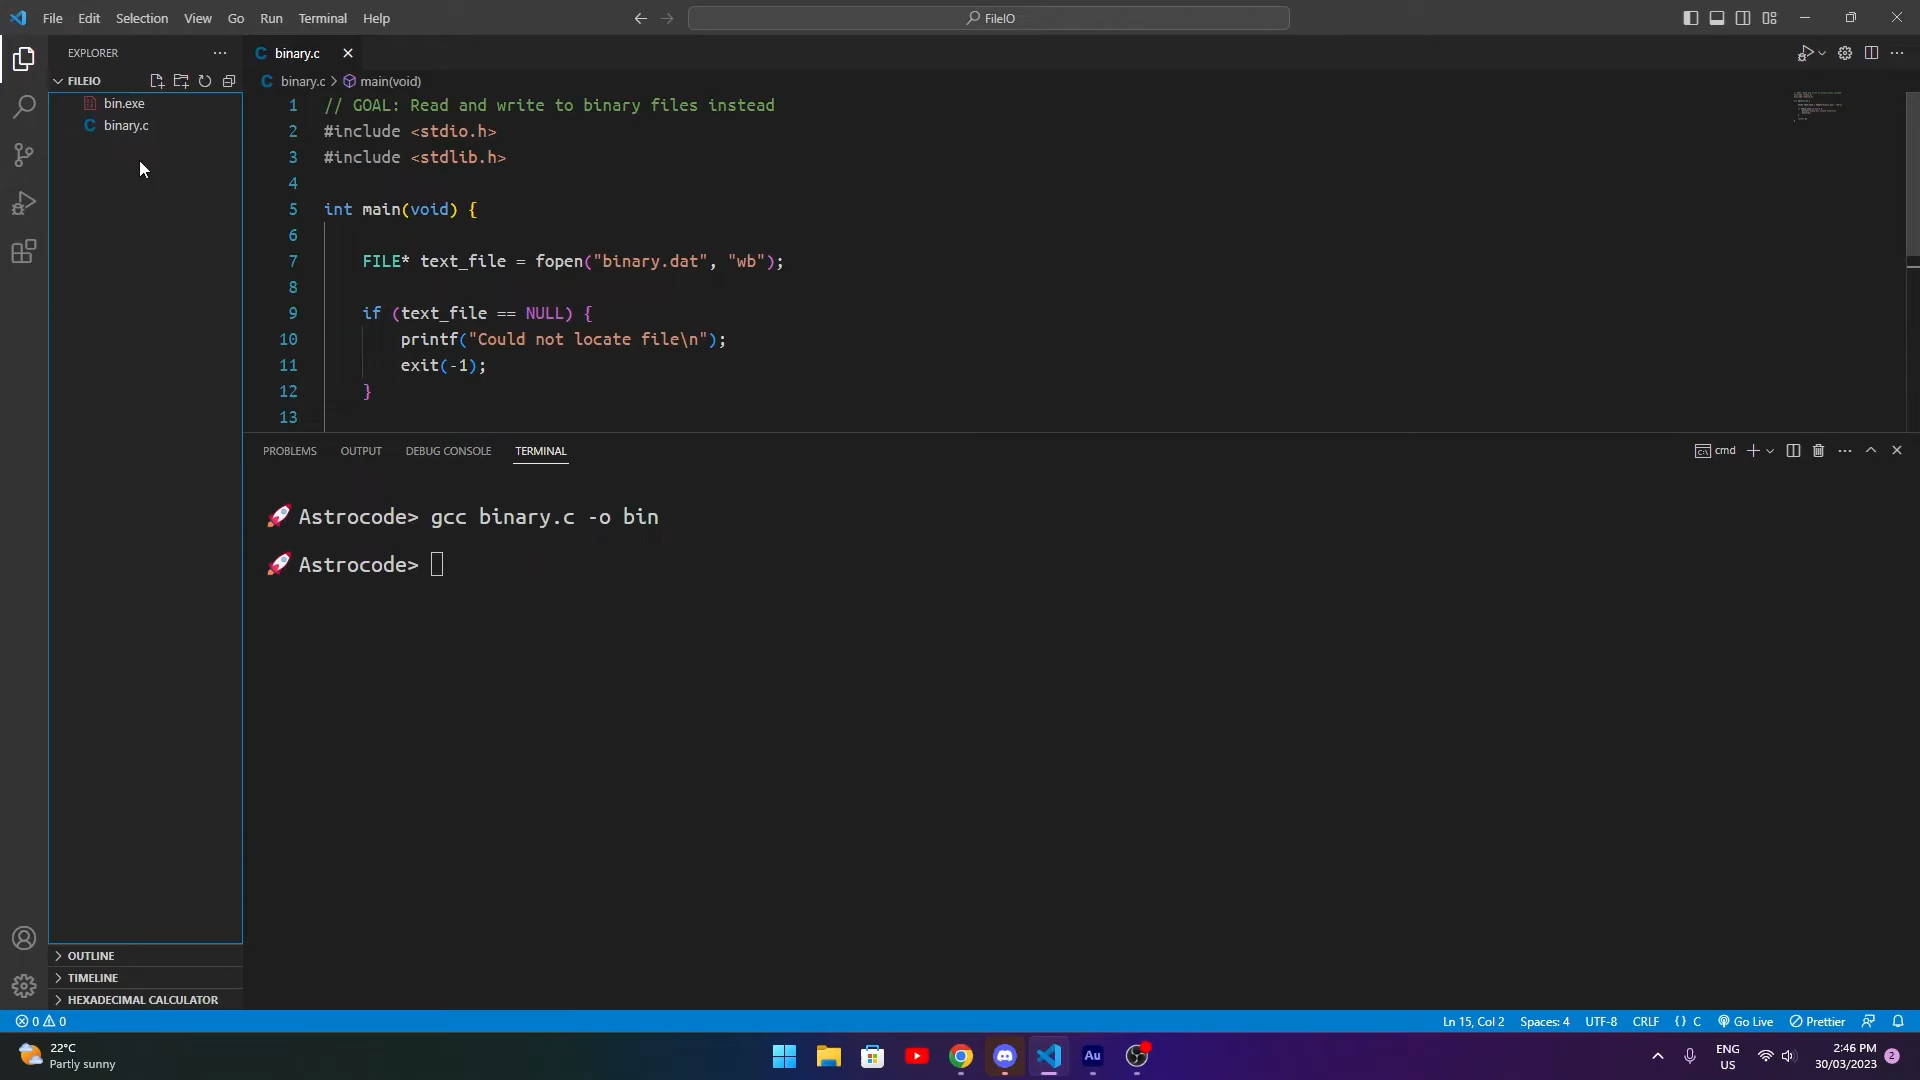 File Edit Selection View Go Run Terminal Help
FileIO
EXPLORER
FILEIO
bin.exe
binary.c
binary.c
binary.c > main(void)
1 // GOAL: Read and write to binary files instead
2 #include <stdio.h>
3 #include <stdlib.h>
4
5 int main(void) {
6
7 FILE* text_file = fopen("binary.dat", "wb");
8
9 if (text_file == NULL) {
10 printf("Could not locate file\n");
11 exit(-1);
12 }
13
PROBLEMS OUTPUT DEBUG CONSOLE TERMINAL
cmd
🚀 Astrocode> gcc binary.c -o bin
🚀 Astrocode>
OUTLINE
TIMELINE
HEXADECIMAL CALCULATOR
0 0
Ln 15, Col 2 Spaces: 4 UTF-8 CRLF {} C Go Live Prettier
22°C
Partly sunny
Au
ENG
US
2:46 PM
30/03/2023
2